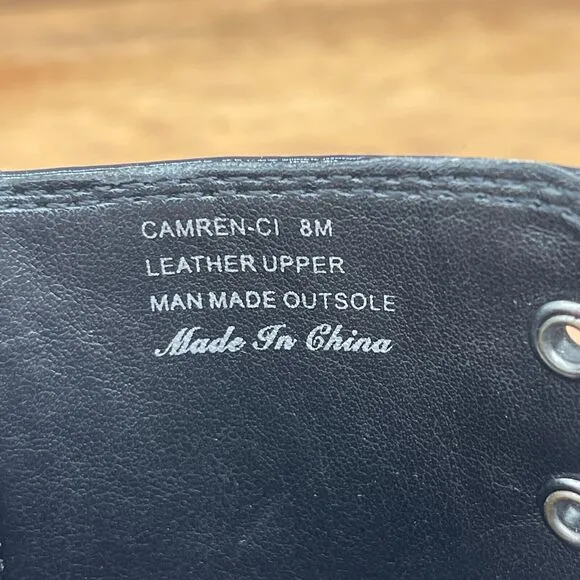 CAMREN-CI 8M
LEATHER UPPER
MAN MADE OUTSOLE
Made In China